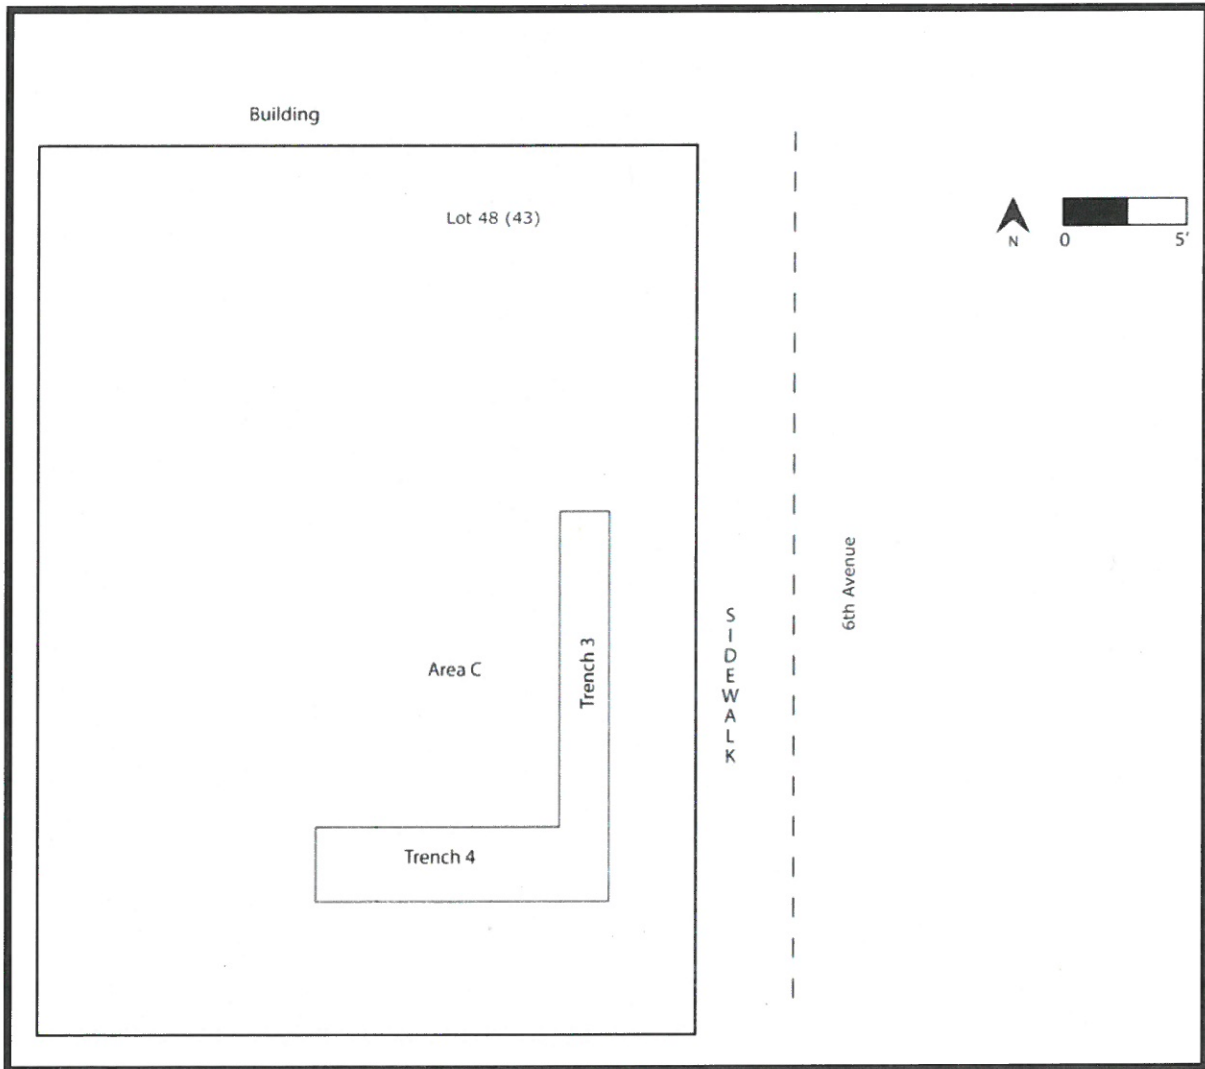 Building
Lot 48 (43)
N
0 5'
6th Avenue
SIDEWALK
Area C
Trench 3
Trench 4